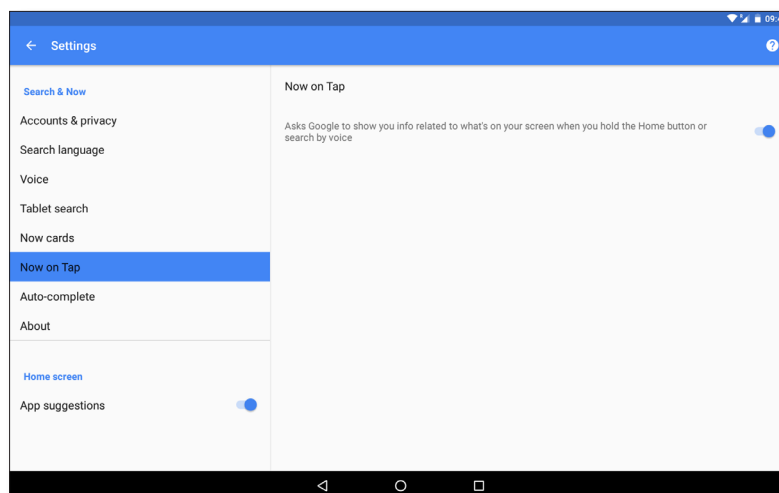 09:4
Settings
Search & Now
Accounts & privacy
Search language
Voice
Tablet search
Now cards
Now on Tap
Auto-complete
About
Home screen
App suggestions
Now on Tap
Asks Google to show you info related to what's on your screen when you hold the Home button or
search by voice